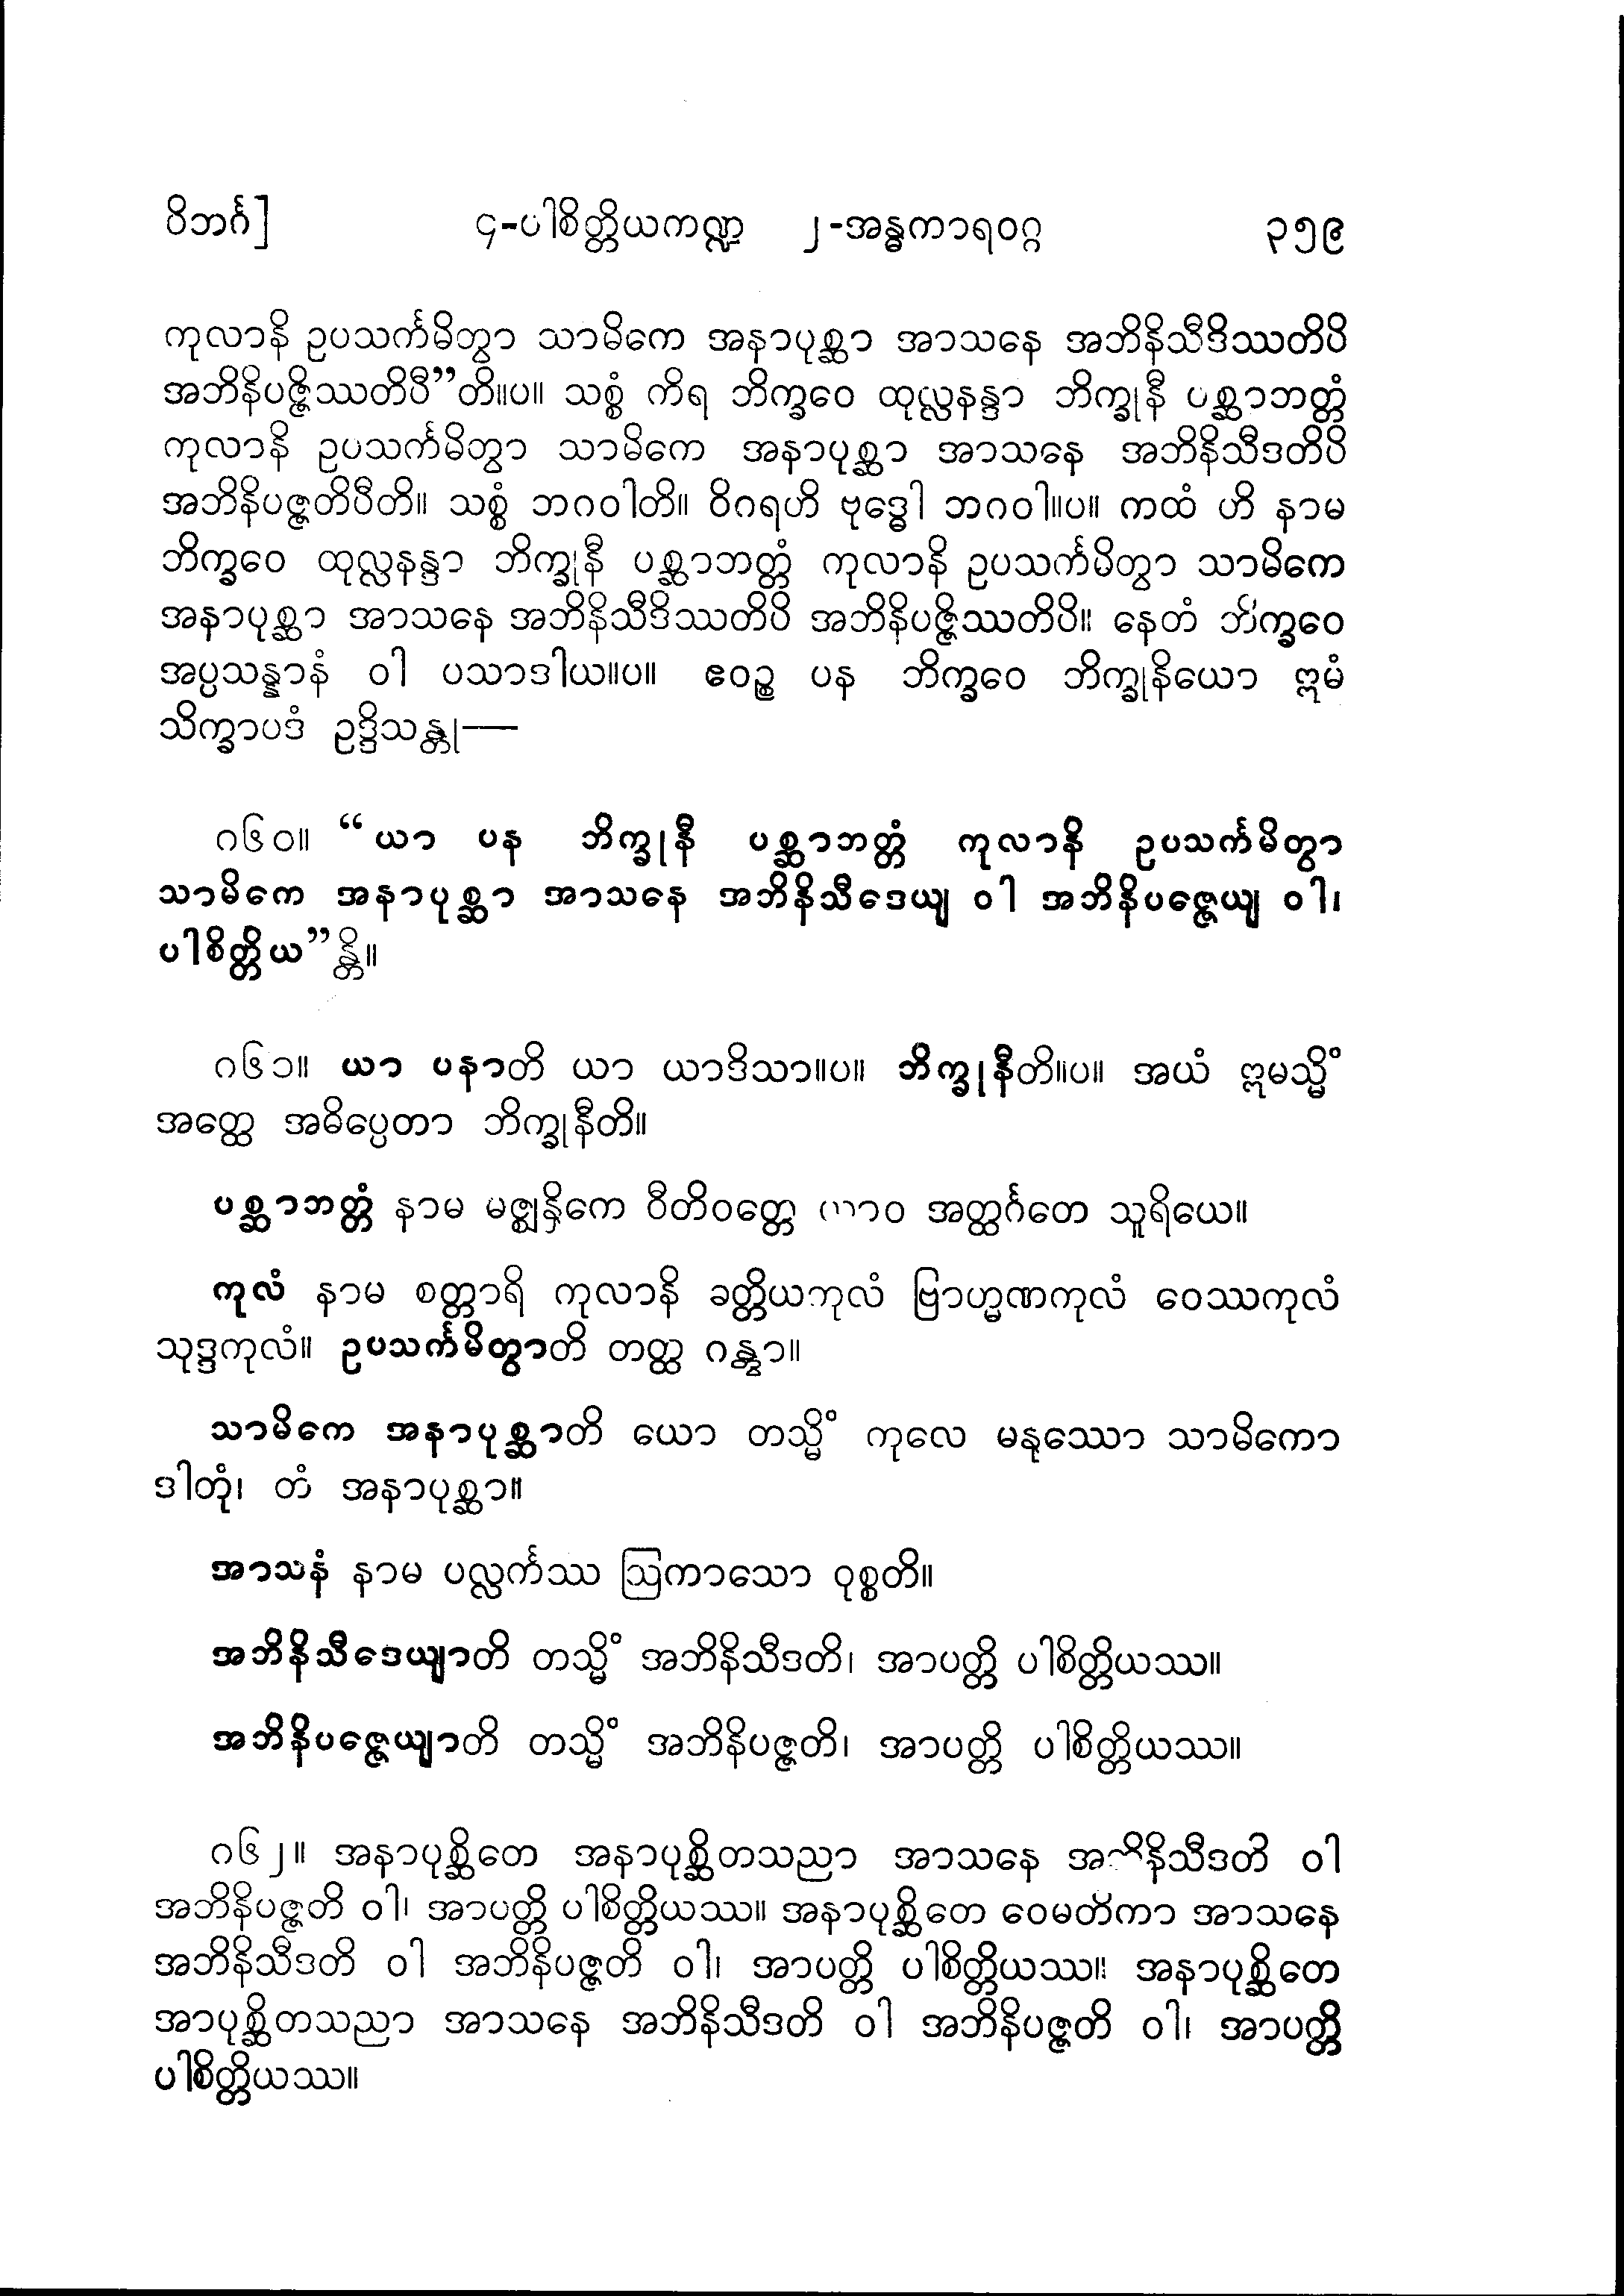 ဝိဘင်္ဂ] ၄-ပါစိတ္တိယကဏ္ဍ ၂-အန္ဓကာရဝဂ္ဂ ၃၅၉
ကုလာနိ ဥပသင်္ကမိတွာ သာမိကေ အနာပုစ္ဆာ အာသနေ အဘိနိသီဒိဿတိပိ
အဘိနိပဇ္ဇိဿတိပီ”တိ။ပ။ သစ္စံ ကိရ ဘိက္ခဝေ ထုလ္လနန္ဒာ ဘိက္ခုနီ ပစ္ဆာဘတ္တံ
ကုလာနိ ဥပသင်္ကမိတွာ သာမိကေ အနာပုစ္ဆာ အာသနေ အဘိနိသီဒတိပိ
အဘိနိပဇ္ဇတိပီတိ။ သစ္စံ ဘဂဝါတိ။ ဝိဂရဟိ ဗုဒ္ဓေါ ဘဂဝါ။ပ။ ကထံ ဟိ နာမ
ဘိက္ခဝေ ထုလ္လနန္ဒာ ဘိက္ခုနီ ပစ္ဆာဘတ္တံ ကုလာနိ ဥပသင်္ကမိတွာ သာမိကေ
အနာပုစ္ဆာ အာသနေ အဘိနိသီဒိဿတိပိ အဘိနိပဇ္ဇိဿတိပိ။ နေတံ ဘိက္ခဝေ
အပ္ပသန္နာနံ ဝါ ပသာဒါယ။ပ။ ဧဝဉ္စ ပန ဘိက္ခဝေ ဘိက္ခုနိယော ဣမံ
သိက္ခာပဒံ ဥဒ္ဒိသန္တု—
၈၆၀။ “ယာ ပန ဘိက္ခုနီ ပစ္ဆာဘတ္တံ ကုလာနိ ဥပသင်္ကမိတွာ
သာမိကေ အနာပုစ္ဆာ အာသနေ အဘိနိသီဒေယျ ဝါ အဘိနိပဇ္ဇေယျ ဝါ၊
ပါစိတ္တိယ”န္တိ။
၈၆၁။ ယာ ပနာတိ ယာ ယာဒိသာ။ပ။ ဘိက္ခုနီတိ။ပ။ အယံ ဣမသ္မိံ
အတ္ထေ အဓိပ္ပေတာ ဘိက္ခုနီတိ။
ပစ္ဆာဘတ္တံ နာမ မဇ္ဈန္ဟိကေ ဝီတိဝတ္တေ ယာဝ အတ္ထင်္ဂတေ သူရိယေ။
ကုလံ နာမ စတ္တာရိ ကုလာနိ ခတ္တိယကုလံ ဗြာဟ္မဏကုလံ ဝေဿကုလံ
သုဒ္ဒကုလံ။ ဥပသင်္ကမိတွာတိ တတ္ထ ဂန္တွာ။
သာမိကေ အနာပုစ္ဆာတိ ယော တသ္မိံ ကုလေ မနုဿော သာမိကော
ဒါတုံ၊ တံ အနာပုစ္ဆာ။
အာသနံ နာမ ပလ္လင်္ကဿ ဩကာသော ဝုစ္စတိ။
အဘိနိသီဒေယျာတိ တသ္မိံ အဘိနိသီဒတိ၊ အာပတ္တိ ပါစိတ္တိယဿ။
အဘိနိပဇ္ဇေယျာတိ တသ္မိံ အဘိနိပဇ္ဇတိ၊ အာပတ္တိ ပါစိတ္တိယဿ။
၈၆၂။ အနာပုစ္ဆိတေ အနာပုစ္ဆိတသညာ အာသနေ အဘိနိသီဒတိ ဝါ
အဘိနိပဇ္ဇတိ ဝါ၊ အာပတ္တိ ပါစိတ္တိယဿ။ အနာပုစ္ဆိတေ ဝေမတိကာ အာသနေ
အဘိနိသီဒတိ ဝါ အဘိနိပဇ္ဇတိ ဝါ၊ အာပတ္တိ ပါစိတ္တိယဿ။ အနာပုစ္ဆိတေ
အာပုစ္ဆိတသညာ အာသနေ အဘိနိသီဒတိ ဝါ အဘိနိပဇ္ဇတိ ဝါ၊ အာပတ္တိ
ပါစိတ္တိယဿ။